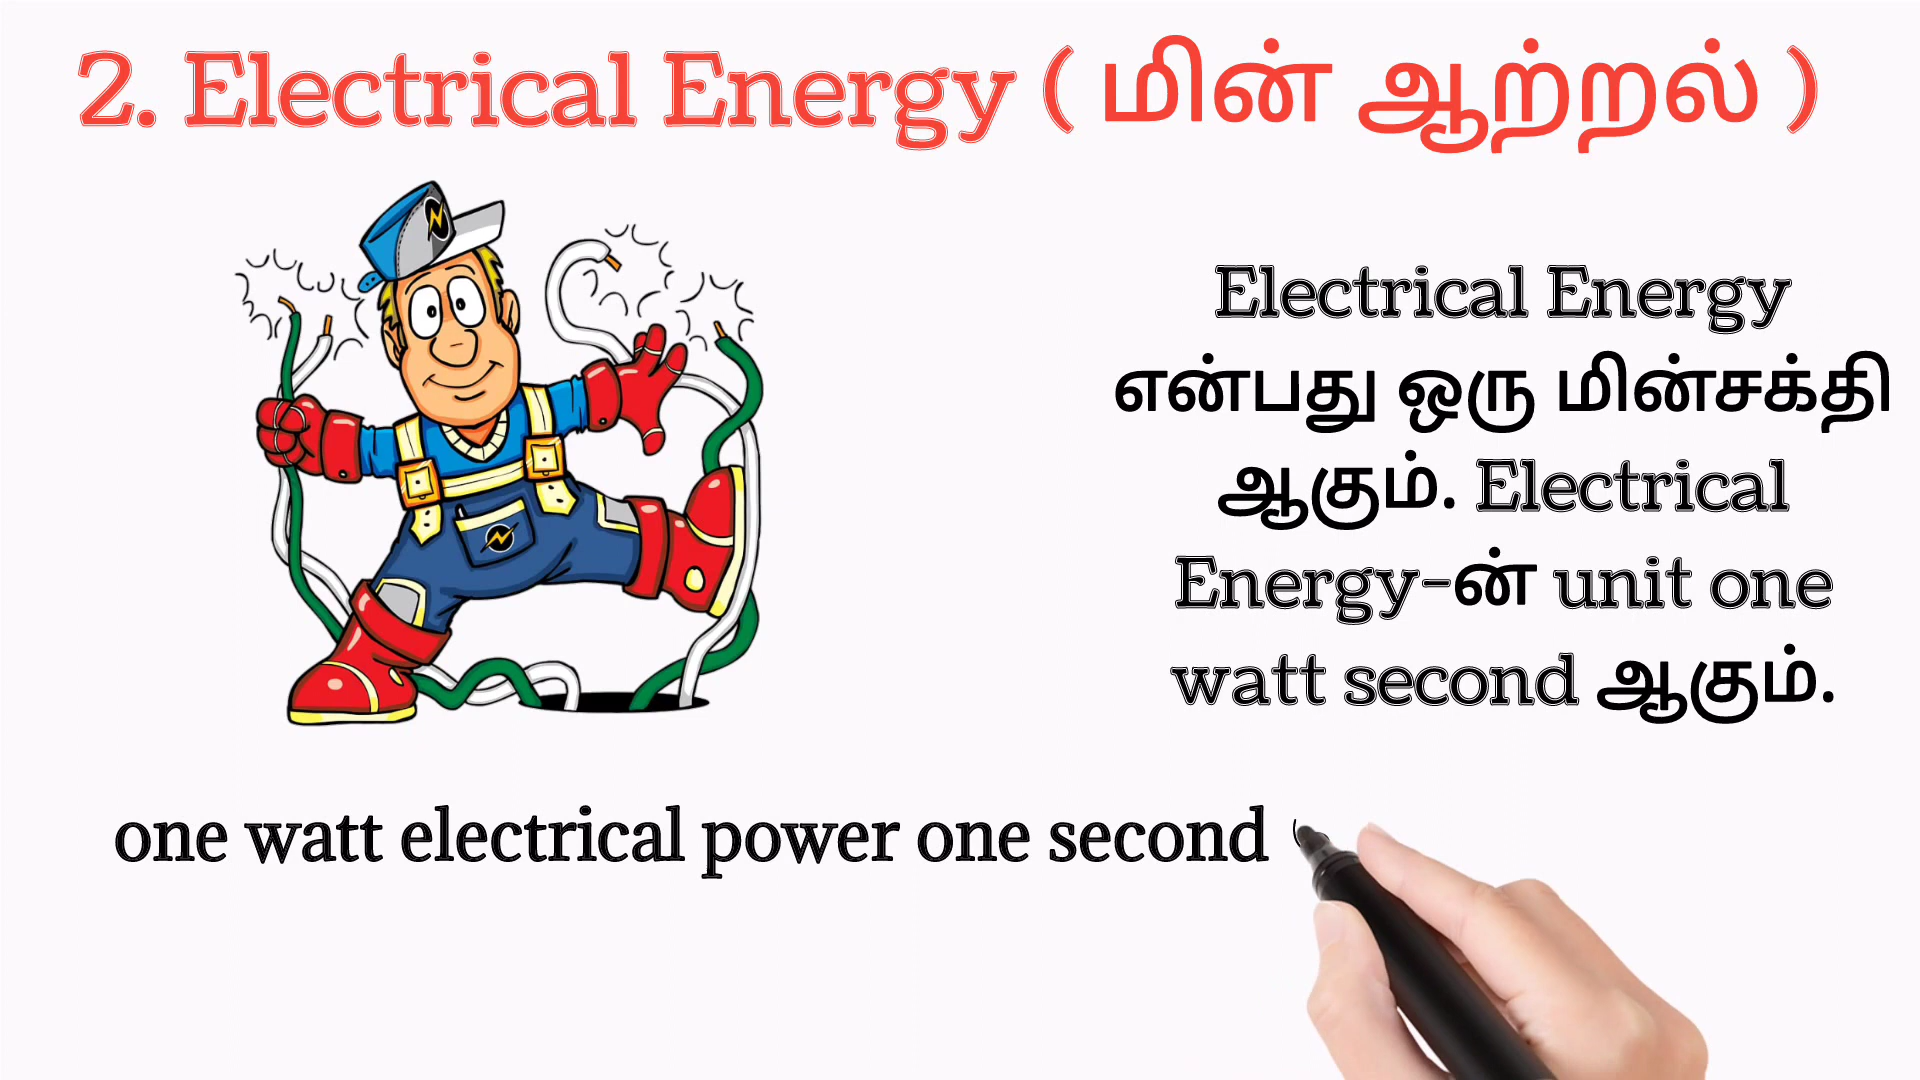 2. Electrical Energy ( மின் ஆற்றல் )
Electrical Energy
என்பது ஒரு மின்சக்தி
ஆகும். Electrical
Energy-ன் unit one
watt second ஆகும்.
one watt electrical power one second